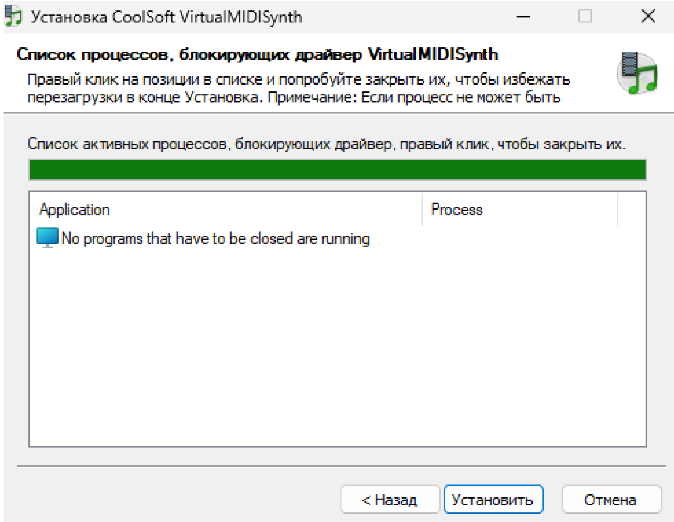 Установка CoolSoft VirtualMIDISynth
Список процессов, блокирующих драйвер VirtualMIDISynth
Правый клик на позиции в списке и попробуйте закрыть их, чтобы избежать
перезагрузки в конце Установка. Примечание: Если процесс не может быть
Список активных процессов, блокирующих драйвер, правый клик, чтобы закрыть их.
Application Process
No programs that have to be closed are running
< Назад Установить Отмена